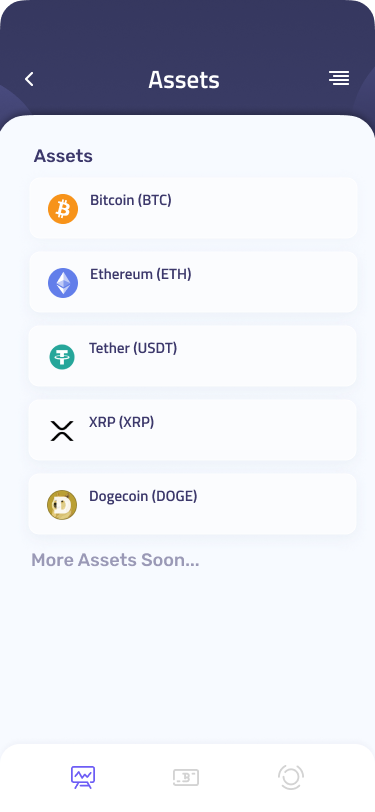 Assets
Assets
Bitcoin (BTC)
Ethereum (ETH)
Tether (USDT)
XRP (XRP)
Dogecoin (DOGE)
More Assets Soon...